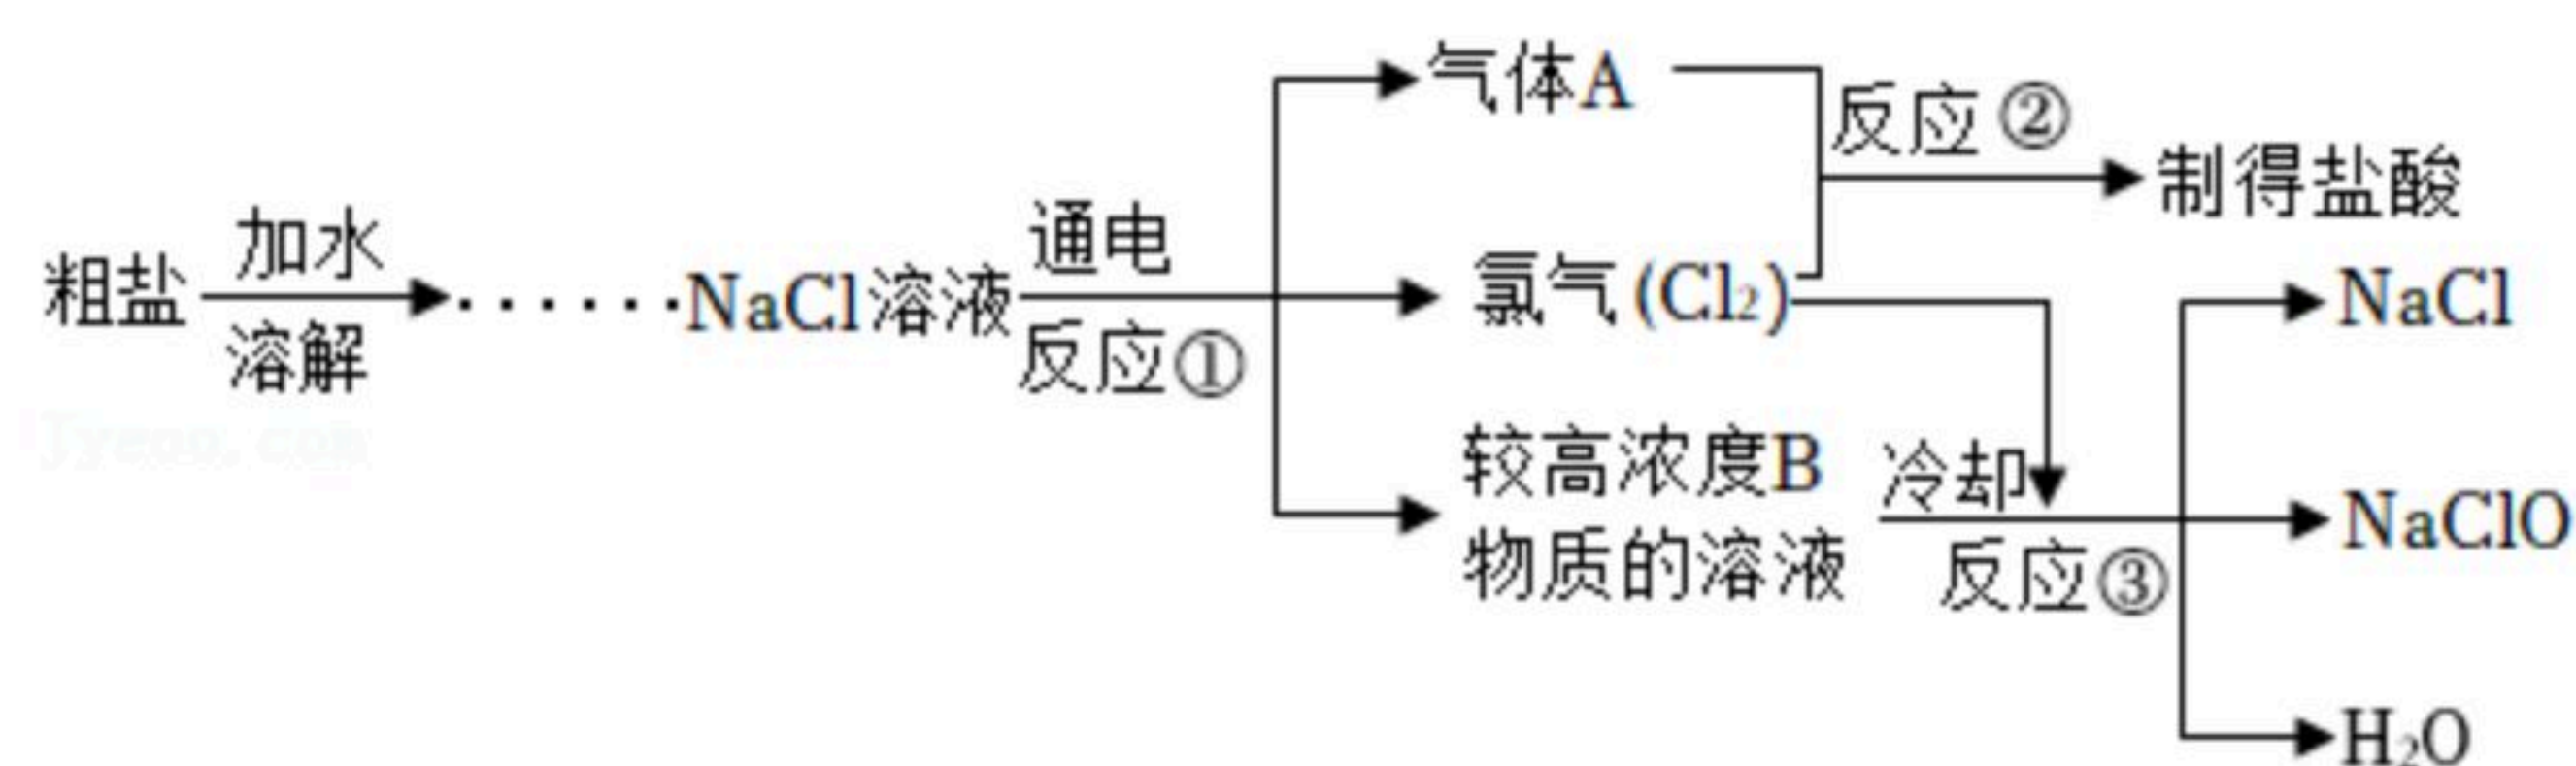 粗盐
加水
溶解
······NaCl溶液
通电
反应①
气体A
氯气(Cl₂)
较高浓度B
物质的溶液
反应②
制得盐酸
冷却
反应③
NaCl
NaClO
H₂O
Jyeoo.com